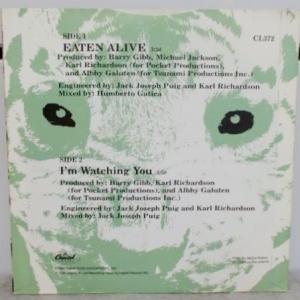 SIDE 1
CL372
EATEN ALIVE 3:50
Produced by: Barry Gibb, Michael Jackson,
Karl Richardson (for Pocket Productions),
and Albhy Galuten (for Tsunami Productions Inc.)
Engineered by: Jack Joseph Puig and Karl Richardson
Mixed by: Humberto Gatica
SIDE 2
I'm Watching You
Produced by: Barry Gibb, Karl Richardson
(for Pocket Productions), and Albhy Galuten
(for Tsunami Productions Inc.)
Engineered by: Jack Joseph Puig and Karl Richardson
Mixed by: Jack Joseph Puig
Capitol